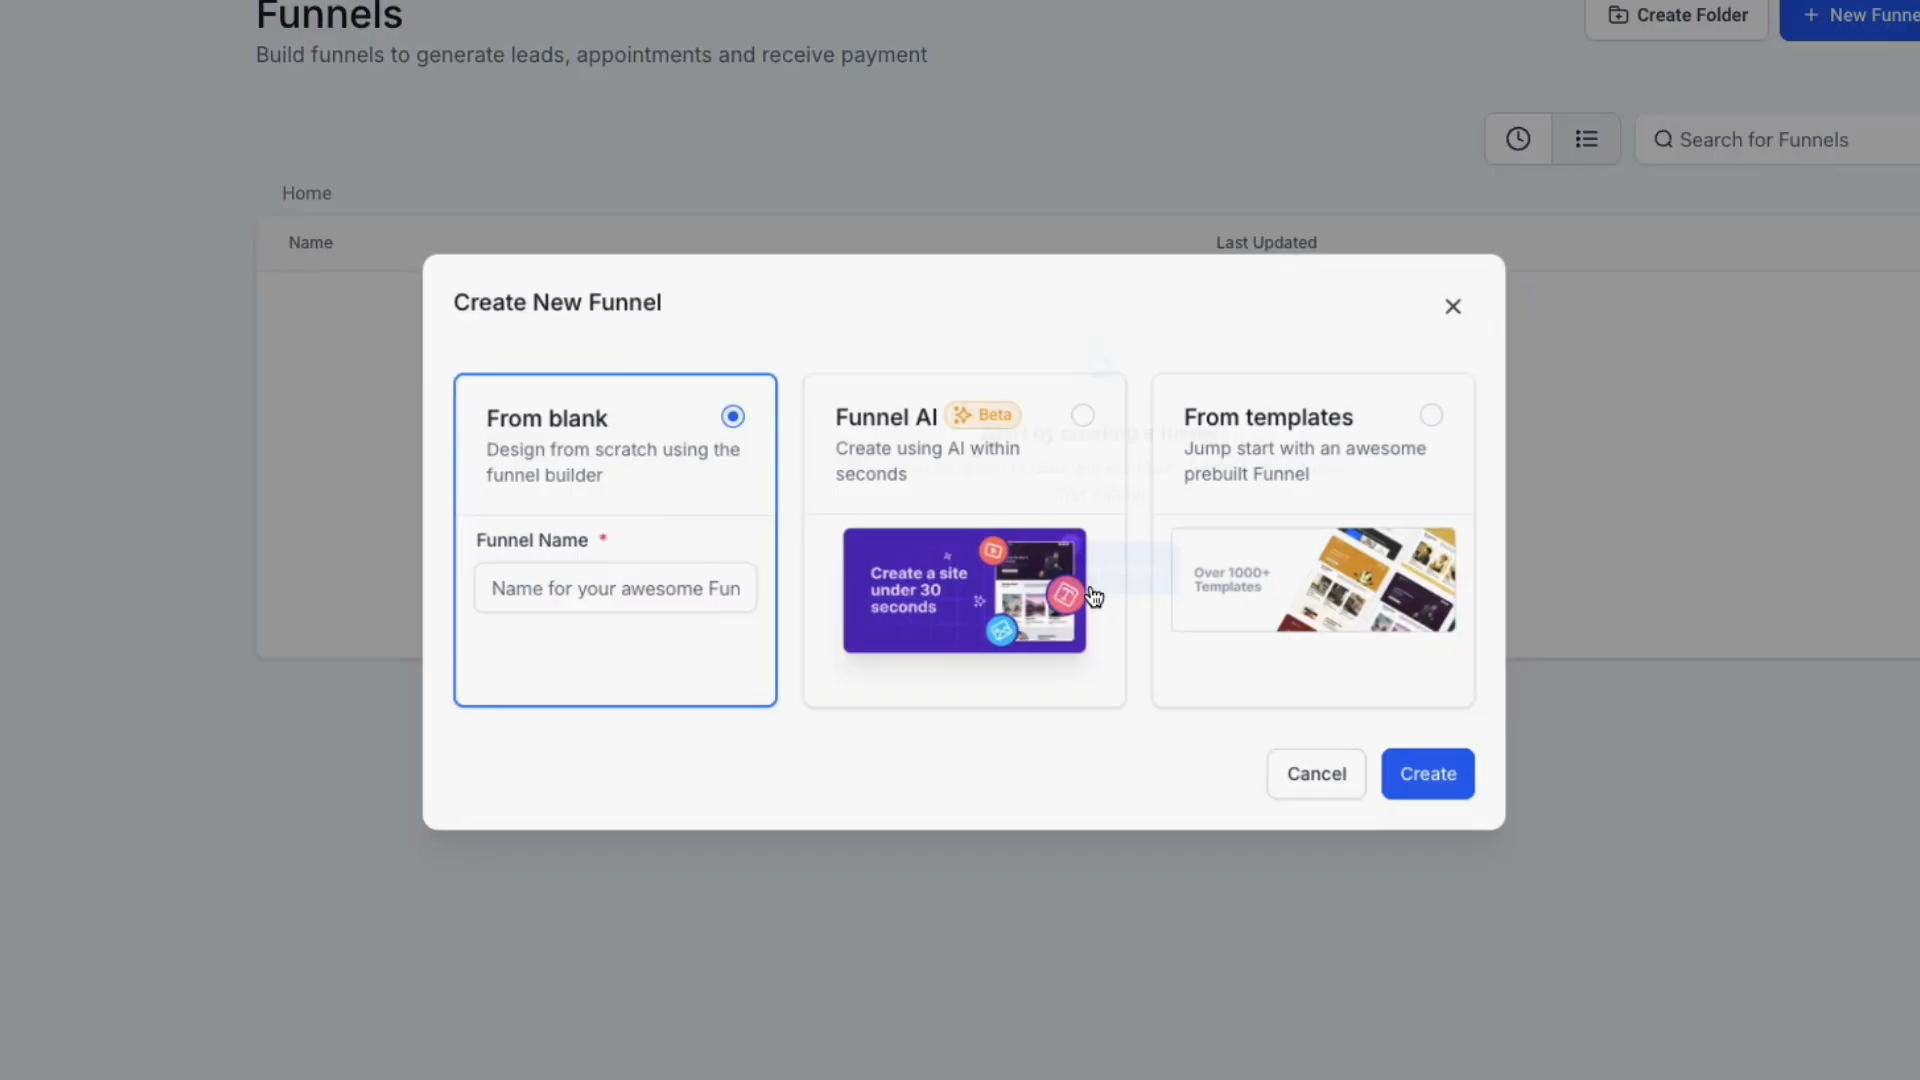 Funnels
Create Folder
+ New Funne
Build funnels to generate leads, appointments and receive payment
Search for Funnels
Home
Name
Last Updated
Create New Funnel
From blank
Design from scratch using the
funnel builder
Funnel Name *
Name for your awesome Fun
Funnel AI
Beta
Create using AI within
seconds
Create a site
under 30
seconds
From templates
Jump start with an awesome
prebuilt Funnel
Over 1000+
Templates
Cancel
Create